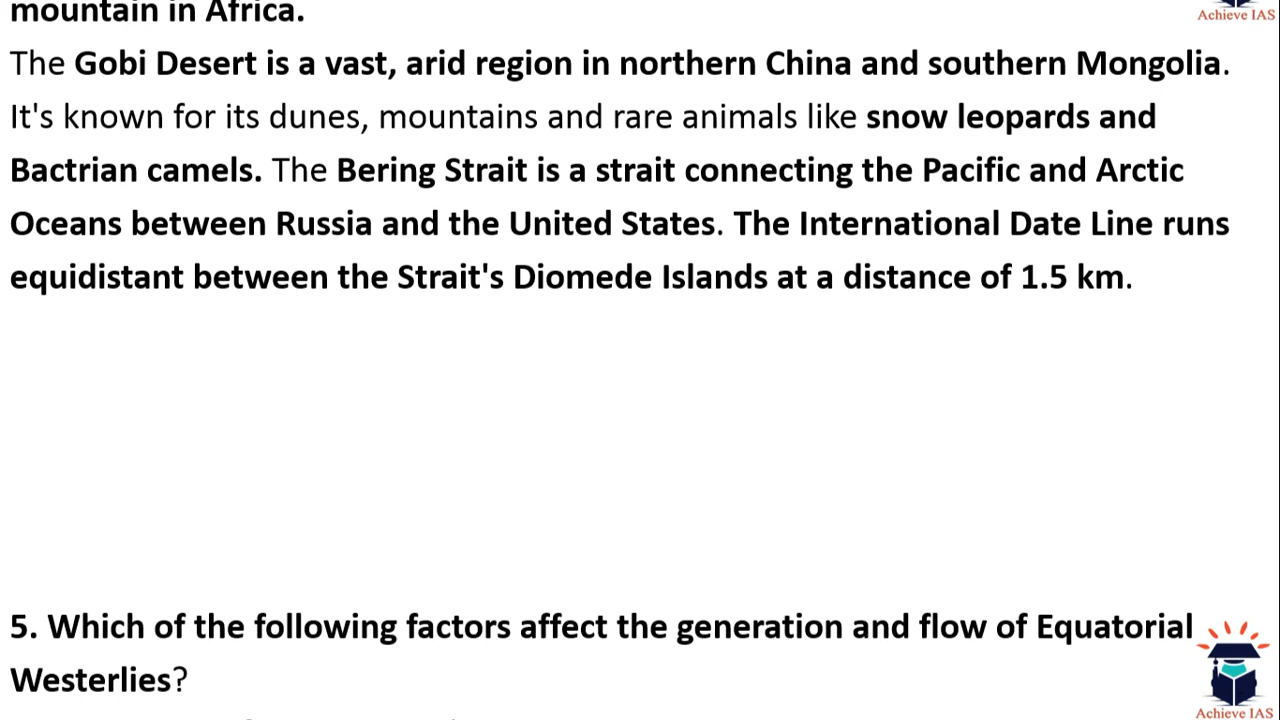 mountain in Africa.
Achieve IAS
The Gobi Desert is a vast, arid region in northern China and southern Mongolia.
It's known for its dunes, mountains and rare animals like snow leopards and
Bactrian camels. The Bering Strait is a strait connecting the Pacific and Arctic
Oceans between Russia and the United States. The International Date Line runs
equidistant between the Strait's Diomede Islands at a distance of 1.5 km.
5. Which of the following factors affect the generation and flow of Equatorial
Westerlies?
Achieve IAS